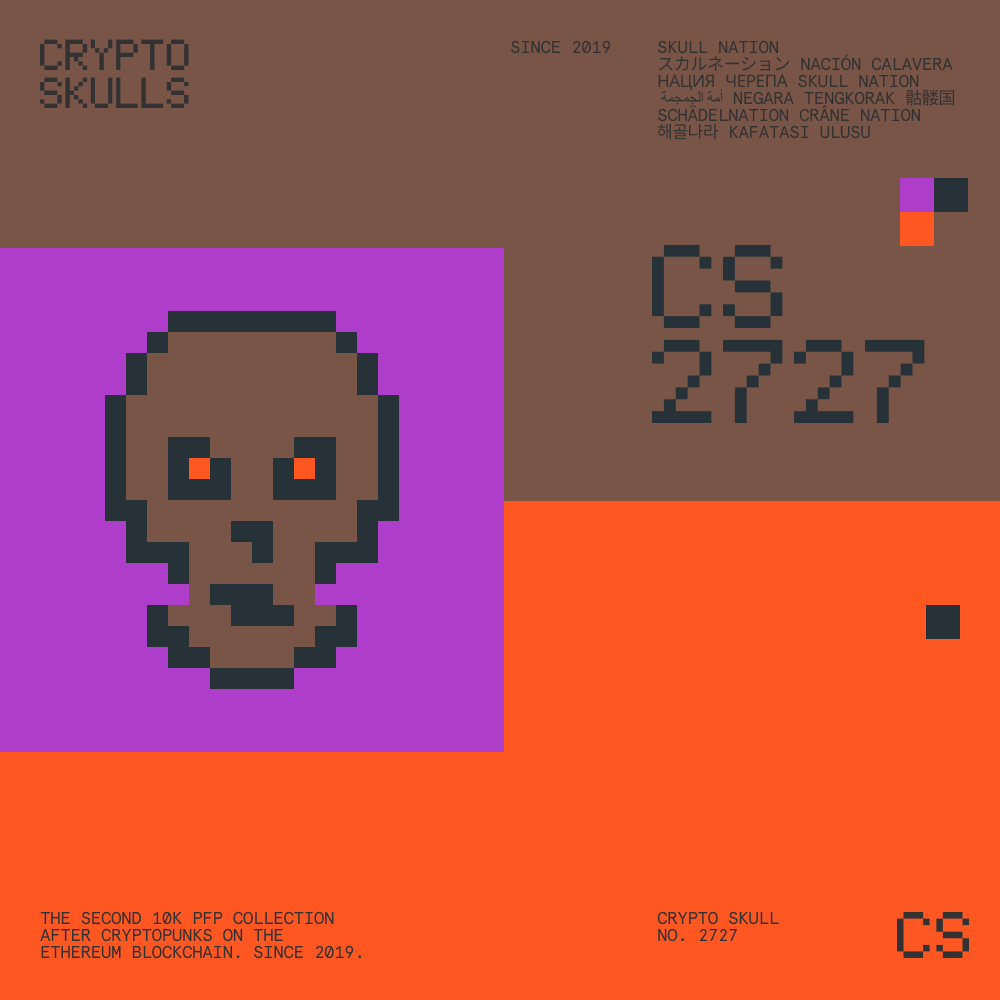 CRYPTO
SKULLS
SINCE 2019
SKULL NATION
スカルネーション NACIÓN CALAVERA
НАЦИЯ ЧЕРЕПА SKULL NATION
أمة الجمجمة NEGARA TENGKORAK 骷髅国
SCHÄDELNATION CRÂNE NATION
해골나라 KAFATASI ULUSU
CS
2727
THE SECOND 10K PFP COLLECTION
AFTER CRYPTOPUNKS ON THE
ETHEREUM BLOCKCHAIN. SINCE 2019.
CRYPTO SKULL
NO. 2727
CS